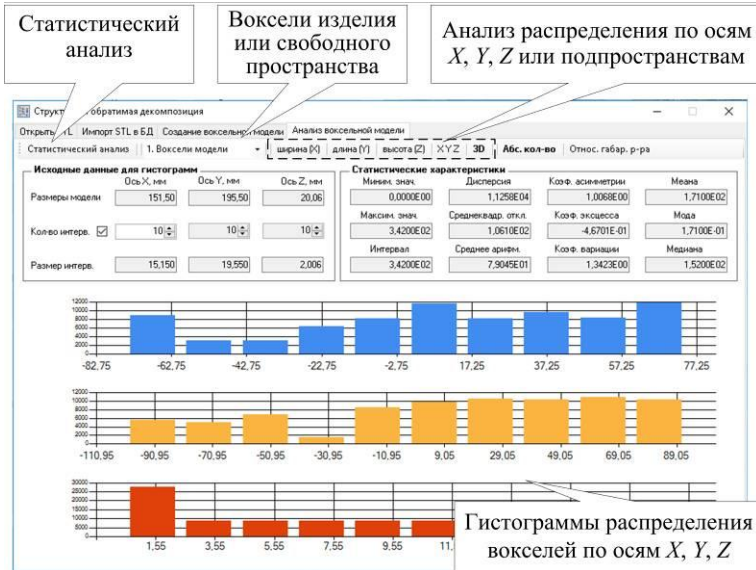 Статистический
анализ
Воксели изделия
или свободного
пространства
Анализ распределения по осям
X, Y, Z или подпространствам
обратимая декомпозиция
Импорт STL в БД Создание воксельной модели Анализ воксельной модели
Статистический анализ 1. Воксели модели ширина (X) длина (Y) высота (Z) X Y Z 3D Абс. кол-во Относ. габар. р-ра
Исходные данные для гистограмм
Ось X, мм Ось Y, мм Ось Z, мм
Размеры модели 151,50 195,50 20,06
Кол-во интерв. 10 10 10
Размер интерв. 15,150 19,550 2,006
Статистические характеристики
Миним. знач. Дисперсия Коэф. асимметрии Меана
0,0000E00 1,1258E04 1,0068E00 1,7100E02
Максим. знач. Среднеквадр. откл. Коэф. эксцесса Мода
3,4200E02 1,0610E02 -4,6701E-01 1,7100E-01
Интервал Среднее арифм. Коэф. вариации Медиана
3,4200E02 7,9045E01 1,3423E00 1,5200E02
12000
10000
8000
6000
4000
2000
0
-82,75 -62,75 -42,75 -22,75 -2,75 17,25 37,25 57,25 77,25
12000
10000
8000
6000
4000
2000
0
-110,95 -90,95 -70,95 -50,95 -30,95 -10,95 9,05 29,05 49,05 69,05 89,05
30000
25000
20000
15000
10000
5000
0
1,55 3,55 5,55 7,55 9,55
Гистограммы распределения
вокселей по осям X, Y, Z